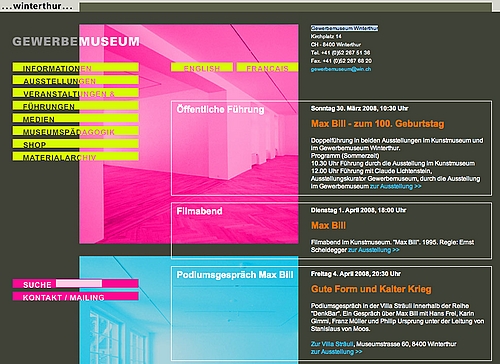 ...winterthur...
GEWERBEMUSEUM
Gewerbemuseum Winterthur
Kirchplatz 14
CH - 8400 Winterthur
Tel. +41 (0)52 267 51 36
Fax. +41 (0)52 267 68 20
gewerbemuseum@win.ch
INFORMATIONEN
AUSSTELLUNGEN
VERANSTALTUNGEN &
FÜHRUNGEN
MEDIEN
MUSEUMSPÄDAGOGIK
SHOP
MATERIALARCHIV
ENGLISH
FRANCAIS
Öffentliche Führung
Sonntag 30. März 2008, 10:30 Uhr
Max Bill - zum 100. Geburtstag
Doppelführung in beiden Ausstellungen im Kunstmuseum und
im Gewerbemuseum Winterthur.
Programm (Sommerzeit)
10.30 Uhr Führung durch die Ausstellung im Kunstmuseum
12.00 Uhr Führung mit Claude Lichtenstein,
Ausstellungskurator Gewerbemuseum, durch die Ausstellung
im Gewerbemuseum zur Ausstellung >>
Filmabend
Dienstag 1. April 2008, 18:00 Uhr
Max Bill
Filmabend im Kunstmuseum. "Max Bill". 1995. Regie: Ernst
Scheidegger zur Ausstellung >>
Podiumsgespräch Max Bill
Freitag 4. April 2008, 20:30 Uhr
Gute Form und Kalter Krieg
Podiumsgespräch in der Villa Sträuli innerhalb der Reihe
"DenkBar". Ein Gespräch über Max Bill mit Hans Frei, Karin
Gimmi, Franz Müller und Philip Ursprung unter der Leitung von
Stanislaus von Moos.
Zur Villa Sträuli, Museumstrasse 60, 8400 Winterthur
zur Ausstellung >>
SUCHE
KONTAKT / MAILING